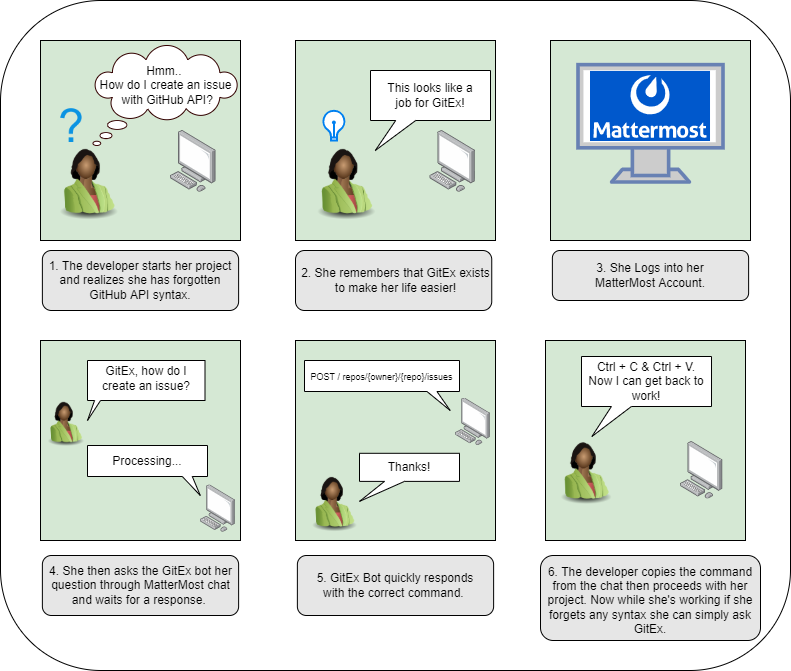 Hmm..
How do I create an issue
with GitHub API?
?
This looks like a
job for GitEx!
Mattermost
1. The developer starts her project
and realizes she has forgotten
GitHub API syntax.
2. She remembers that GitEx exists
to make her life easier!
3. She Logs into her
MatterMost Account.
GitEx, how do I
create an issue?
Processing...
POST / repos/{owner}/{repo}/issues
Thanks!
Ctrl + C & Ctrl + V.
Now I can get back to
work!
4. She then asks the GitEx bot her
question through MatterMost chat
and waits for a response.
5. GitEx Bot quickly responds
with the correct command.
6. The developer copies the command
from the chat then proceeds with her
project. Now while she's working if she
forgets any syntax she can simply ask
GitEx.